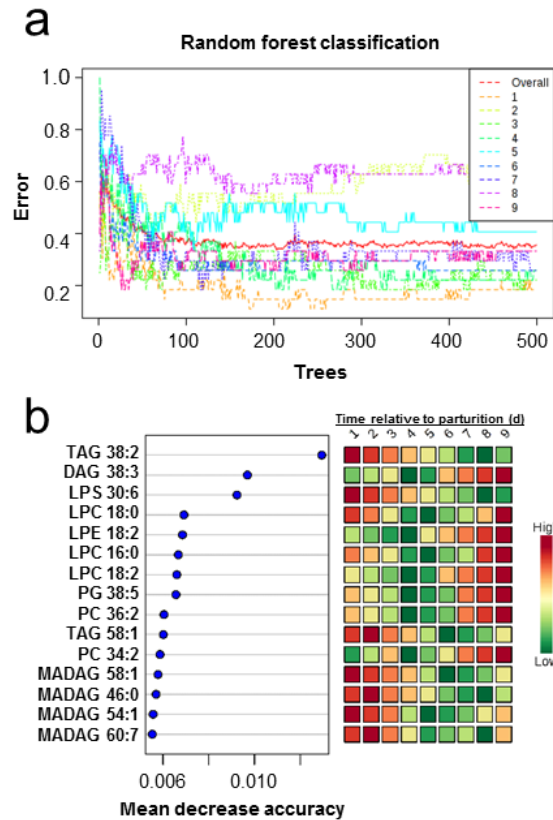 a
Random forest classification
Error
1.0
0.8
0.6
0.4
0.2
Overall
1
2
3
4
5
6
7
8
9
0
100
200
300
400
500
Trees
b
Time relative to parturition (d)
1 2 3 4 5 6 7 8 9
TAG 38:2
DAG 38:3
LPS 30:6
LPC 18:0
LPE 18:2
LPC 16:0
LPC 18:2
PG 38:5
PC 36:2
TAG 58:1
PC 34:2
MADAG 58:1
MADAG 46:0
MADAG 54:1
MADAG 60:7
High
Low
0.006 0.010
Mean decrease accuracy